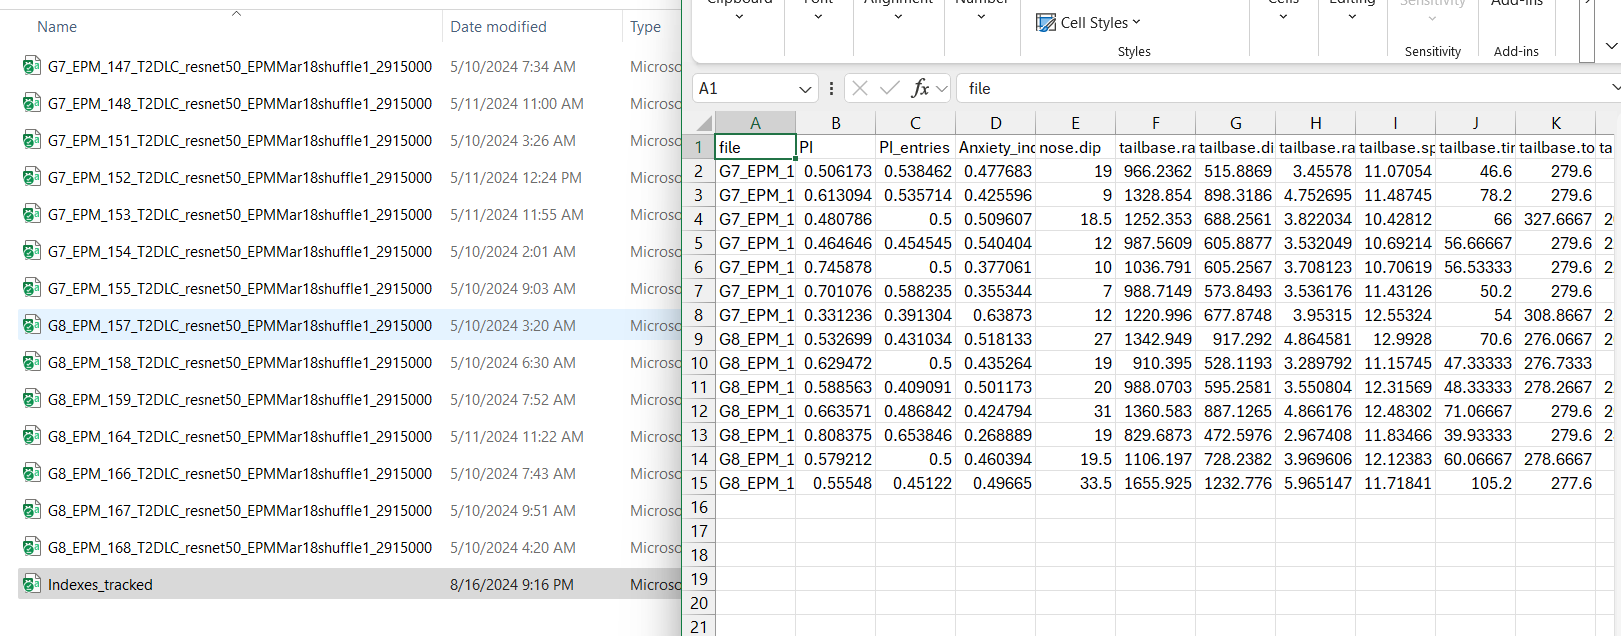 Name Date modified Type
G7_EPM_147_T2DLC_resnet50_EPMMar18shuffle1_2915000 5/10/2024 7:34 AM
G7_EPM_148_T2DLC_resnet50_EPMMar18shuffle1_2915000 5/11/2024 11:00 AM
G7_EPM_151_T2DLC_resnet50_EPMMar18shuffle1_2915000 5/10/2024 3:26 AM
G7_EPM_152_T2DLC_resnet50_EPMMar18shuffle1_2915000 5/11/2024 12:24 PM
G7_EPM_153_T2DLC_resnet50_EPMMar18shuffle1_2915000 5/11/2024 11:55 AM
G7_EPM_154_T2DLC_resnet50_EPMMar18shuffle1_2915000 5/10/2024 2:01 AM
G7_EPM_155_T2DLC_resnet50_EPMMar18shuffle1_2915000 5/10/2024 9:03 AM
G8_EPM_157_T2DLC_resnet50_EPMMar18shuffle1_2915000 5/10/2024 3:20 AM
G8_EPM_158_T2DLC_resnet50_EPMMar18shuffle1_2915000 5/10/2024 6:30 AM
G8_EPM_159_T2DLC_resnet50_EPMMar18shuffle1_2915000 5/10/2024 7:52 AM
G8_EPM_164_T2DLC_resnet50_EPMMar18shuffle1_2915000 5/11/2024 11:22 AM
G8_EPM_166_T2DLC_resnet50_EPMMar18shuffle1_2915000 5/10/2024 7:43 AM
G8_EPM_167_T2DLC_resnet50_EPMMar18shuffle1_2915000 5/10/2024 9:51 AM
G8_EPM_168_T2DLC_resnet50_EPMMar18shuffle1_2915000 5/10/2024 4:20 AM
Indexes_tracked 8/16/2024 9:16 PM
Clipboard Font Alignment Number Cells Editing Sensitivity Add-ins
Cell Styles
Styles Sensitivity Add-ins
A1 fx file
A B C D E F G H I J K
1 file PI PI_entries Anxiety_ind nose.dip tailbase.ra tailbase.di tailbase.ra tailbase.sp tailbase.tir tailbase.to ta
2 G7_EPM_1 0.506173 0.538462 0.477683 19 966.2362 515.8869 3.45578 11.07054 46.6 279.6
3 G7_EPM_1 0.613094 0.535714 0.425596 9 1328.854 898.3186 4.752695 11.48745 78.2 279.6
4 G7_EPM_1 0.480786 0.5 0.509607 18.5 1252.353 688.2561 3.822034 10.42812 66 327.6667 2
5 G7_EPM_1 0.464646 0.454545 0.540404 12 987.5609 605.8877 3.532049 10.69214 56.66667 279.6 2
6 G7_EPM_1 0.745878 0.5 0.377061 10 1036.791 605.2567 3.708123 10.70619 56.53333 279.6 2
7 G7_EPM_1 0.701076 0.588235 0.355344 7 988.7149 573.8493 3.536176 11.43126 50.2 279.6
8 G7_EPM_1 0.331236 0.391304 0.63873 12 1220.996 677.8748 3.95315 12.55324 54 308.8667 2
9 G8_EPM_1 0.532699 0.431034 0.518133 27 1342.949 917.292 4.864581 12.9928 70.6 276.0667 2
10 G8_EPM_1 0.629472 0.5 0.435264 19 910.395 528.1193 3.289792 11.15745 47.33333 276.7333
11 G8_EPM_1 0.588563 0.409091 0.501173 20 988.0703 595.2581 3.550804 12.31569 48.33333 278.2667 2
12 G8_EPM_1 0.663571 0.486842 0.424794 31 1360.583 887.1265 4.866176 12.48302 71.06667 279.6 2
13 G8_EPM_1 0.808375 0.653846 0.268889 19 829.6873 472.5976 2.967408 11.83466 39.93333 279.6 2
14 G8_EPM_1 0.579212 0.5 0.460394 19.5 1106.197 728.2382 3.969606 12.12383 60.06667 278.6667
15 G8_EPM_1 0.55548 0.45122 0.49665 33.5 1655.925 1232.776 5.965147 11.71841 105.2 277.6
16
17
18
19
20
21